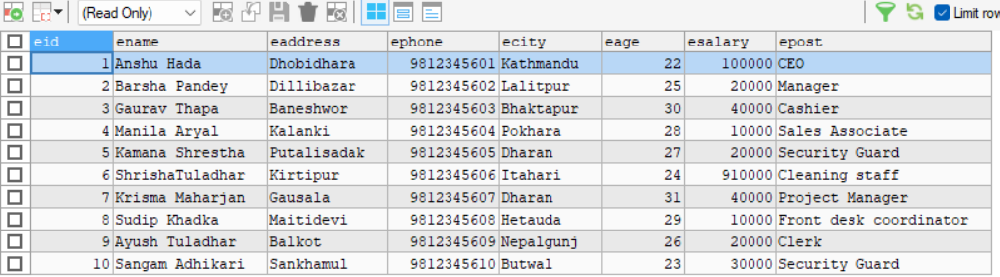 (Read Only) Limit row
eid ename eaddress ephone ecity eage esalary epost
1 Anshu Hada Dhobidhara 9812345601 Kathmandu 22 100000 CEO
2 Barsha Pandey Dillibazar 9812345602 Lalitpur 25 20000 Manager
3 Gaurav Thapa Baneshwor 9812345603 Bhaktapur 30 40000 Cashier
4 Manila Aryal Kalanki 9812345604 Pokhara 28 10000 Sales Associate
5 Kamana Shrestha Putalisadak 9812345605 Dharan 27 20000 Security Guard
6 ShrishaTuladhar Kirtipur 9812345606 Itahari 24 910000 Cleaning staff
7 Krisma Maharjan Gausala 9812345607 Dharan 31 40000 Project Manager
8 Sudip Khadka Maitidevi 9812345608 Hetauda 29 10000 Front desk coordinator
9 Ayush Tuladhar Balkot 9812345609 Nepalgunj 26 20000 Clerk
10 Sangam Adhikari Sankhamul 9812345610 Butwal 23 30000 Security Guard